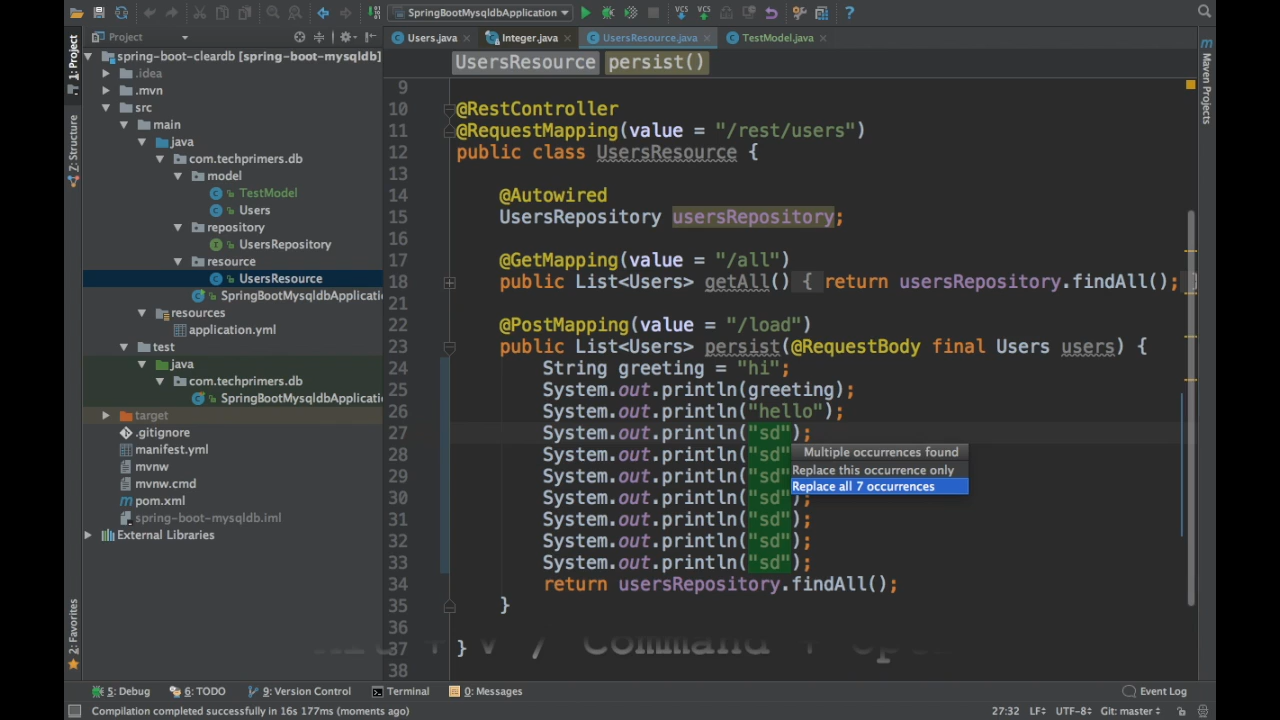 SpringBootMysqldbApplication
1: Project
Z: Structure
2: Favorites
Project
spring-boot-cleardb [spring-boot-mysqldb]
.idea
.mvn
src
main
java
com.techprimers.db
model
TestModel
Users
repository
UsersRepository
resource
UsersResource
SpringBootMysqldbApplicatio
resources
application.yml
test
java
com.techprimers.db
SpringBootMysqldbApplicatio
target
.gitignore
manifest.yml
mvnw
mvnw.cmd
pom.xml
spring-boot-mysqldb.iml
External Libraries
Users.java
Integer.java
UsersResource.java
TestModel.java
UsersResource persist()
9
10 @RestController
11 @RequestMapping(value = "/rest/users")
12 public class UsersResource {
13
14 @Autowired
15 UsersRepository usersRepository;
16
17 @GetMapping(value = "/all")
18 public List<Users> getAll() { return usersRepository.findAll(); }
21
22 @PostMapping(value = "/load")
23 public List<Users> persist(@RequestBody final Users users) {
24 String greeting = "hi";
25 System.out.println(greeting);
26 System.out.println("hello");
27 System.out.println("sd");
28 System.out.println("sd"
29 System.out.println("sd"
30 System.out.println("sd");
31 System.out.println("sd");
32 System.out.println("sd");
33 System.out.println("sd");
34 return usersRepository.findAll();
35 }
36
37 }
38
Multiple occurrences found
Replace this occurrence only
Replace all 7 occurrences
Maven Projects
5: Debug
6: TODO
9: Version Control
Terminal
0: Messages
Event Log
Compilation completed successfully in 16s 177ms (moments ago)
27:32 LF UTF-8 Git: master